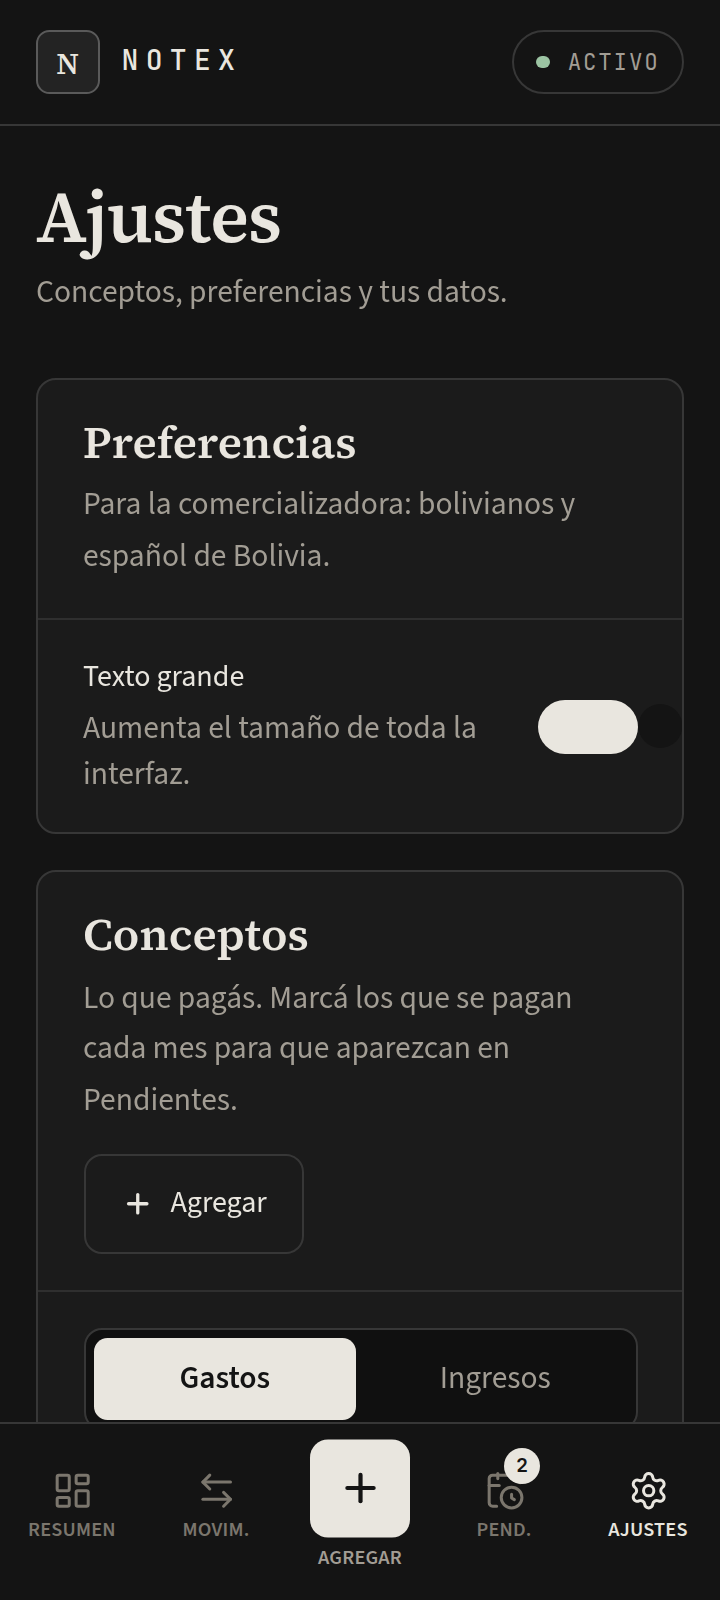 N NOTEX ACTIVO
Ajustes
Conceptos, preferencias y tus datos.
Preferencias
Para la comercializadora: bolivianos y
español de Bolivia.
Texto grande
Aumenta el tamaño de toda la
interfaz.
Conceptos
Lo que pagás. Marcá los que se pagan
cada mes para que aparezcan en
Pendientes.
+ Agregar
Gastos Ingresos
2
RESUMEN MOVIM. PEND. AJUSTES
AGREGAR